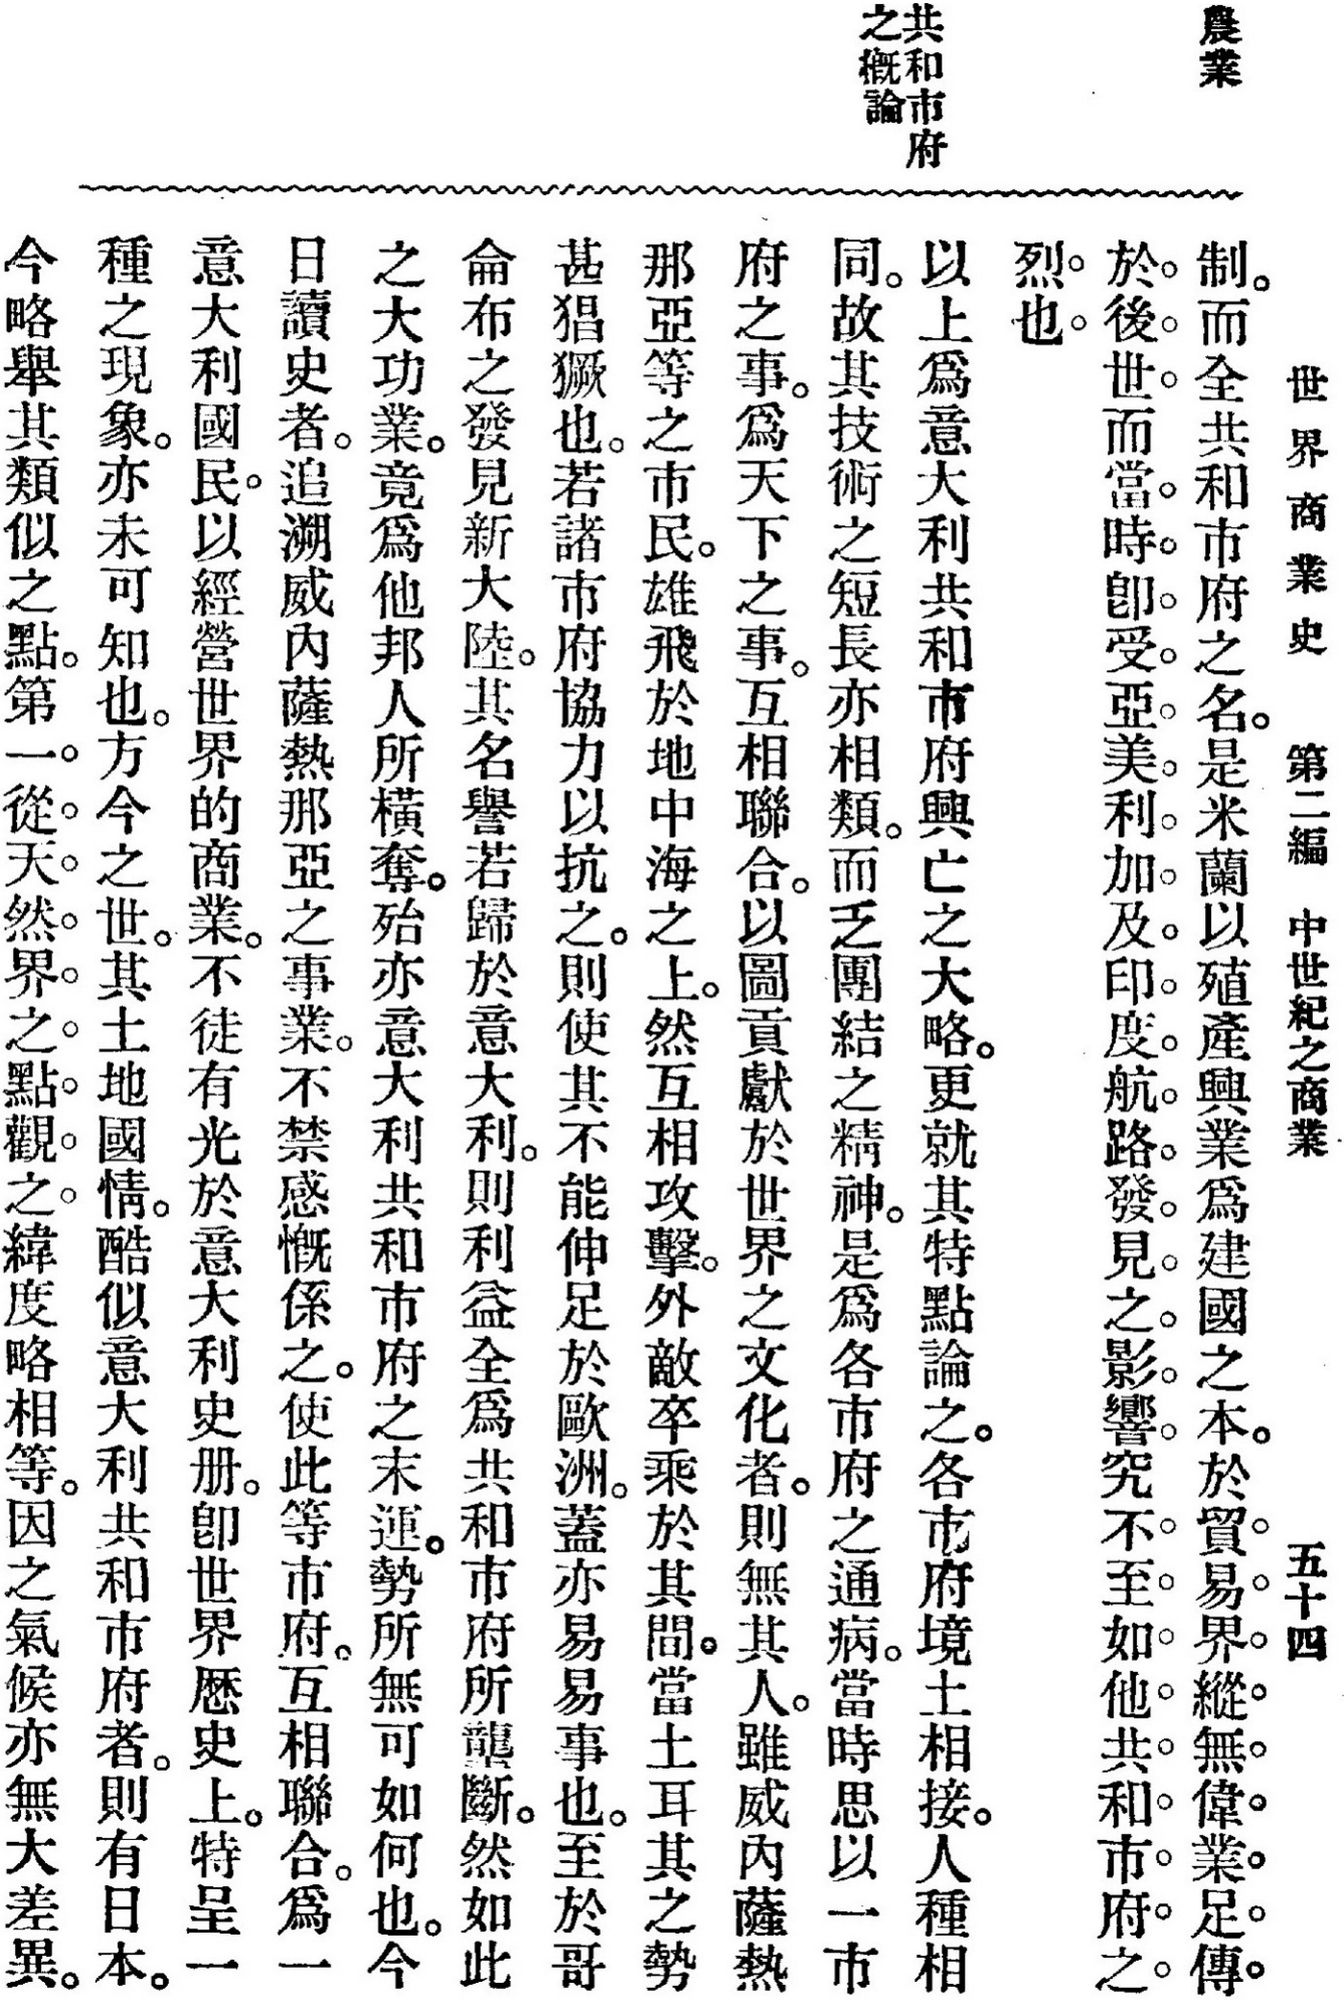 世界商業史　第二編　中世紀之商業　五十四
農業
共和市府
之概論
制。而全共和市府之名。是米蘭以殖產興業爲建國之本。於貿易界縱無偉業足傳
於後世而當時卽受亞美利加及印度航路發見之影響究不至如他共和市府之
烈也
以上爲意大利共和市府興亡之大略。更就其特點論之。各市府境土相接。人種相
同。故其技術之短長亦相類。而乏團結之精神。是爲各市府之通病。當時思以一市
府之事。爲天下之事。互相聯合。以圖貢獻於世界之文化者。則無其人。雖威內薩熱
那亞等之市民。雄飛於地中海之上。然互相攻擊。外敵卒乘於其間。當土耳其之勢
甚猖獗也。若諸市府協力以抗之。則使其不能伸足於歐洲。蓋亦易易事也。至於哥
侖布之發見新大陸。其名譽若歸於意大利。則利益全爲共和市府所壟斷。然如此
之大功業。竟爲他邦人所橫奪。殆亦意大利共和市府之末運。勢所無可如何也。今
日讀史者。追溯威內薩熱那亞之事業。不禁感慨係之。使此等市府。互相聯合。爲一
意大利國民。以經營世界的商業。不徒有光於意大利史册。卽世界歷史上。特呈一
種之現象。亦未可知也。方今之世。其土地國情。酷似意大利共和市府者。則有日本。
今略舉其類似之點。第一從天然界之點觀之緯度略相等。因之氣候亦無大差異。